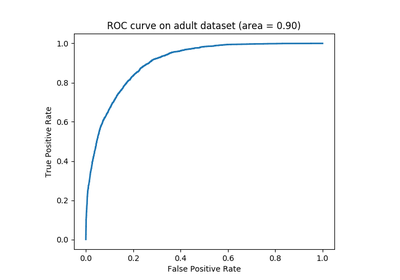 ROC curve on adult dataset (area = 0.90)
1.0
0.8
0.6
0.4
0.2
0.0
True Positive Rate
0.0 0.2 0.4 0.6 0.8 1.0
False Positive Rate